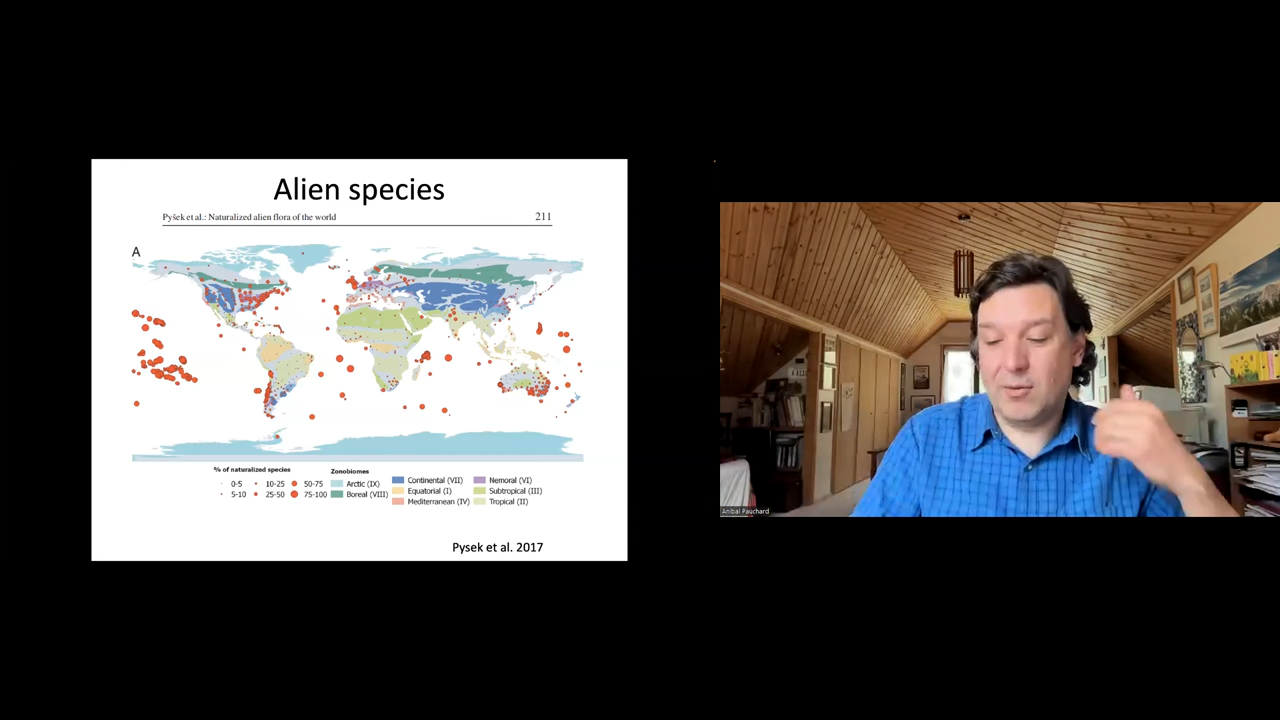 Alien species
Pyšek et al.: Naturalized alien flora of the world 211
A
% of naturalized species
0-5 10-25 50-75
5-10 25-50 75-100
Zonobiomes
Arctic (IX)
Boreal (VIII)
Continental (VII)
Equatorial (I)
Mediterranean (IV)
Nemoral (VI)
Subtropical (III)
Tropical (II)
Pysek et al. 2017
Aníbal Pauchard